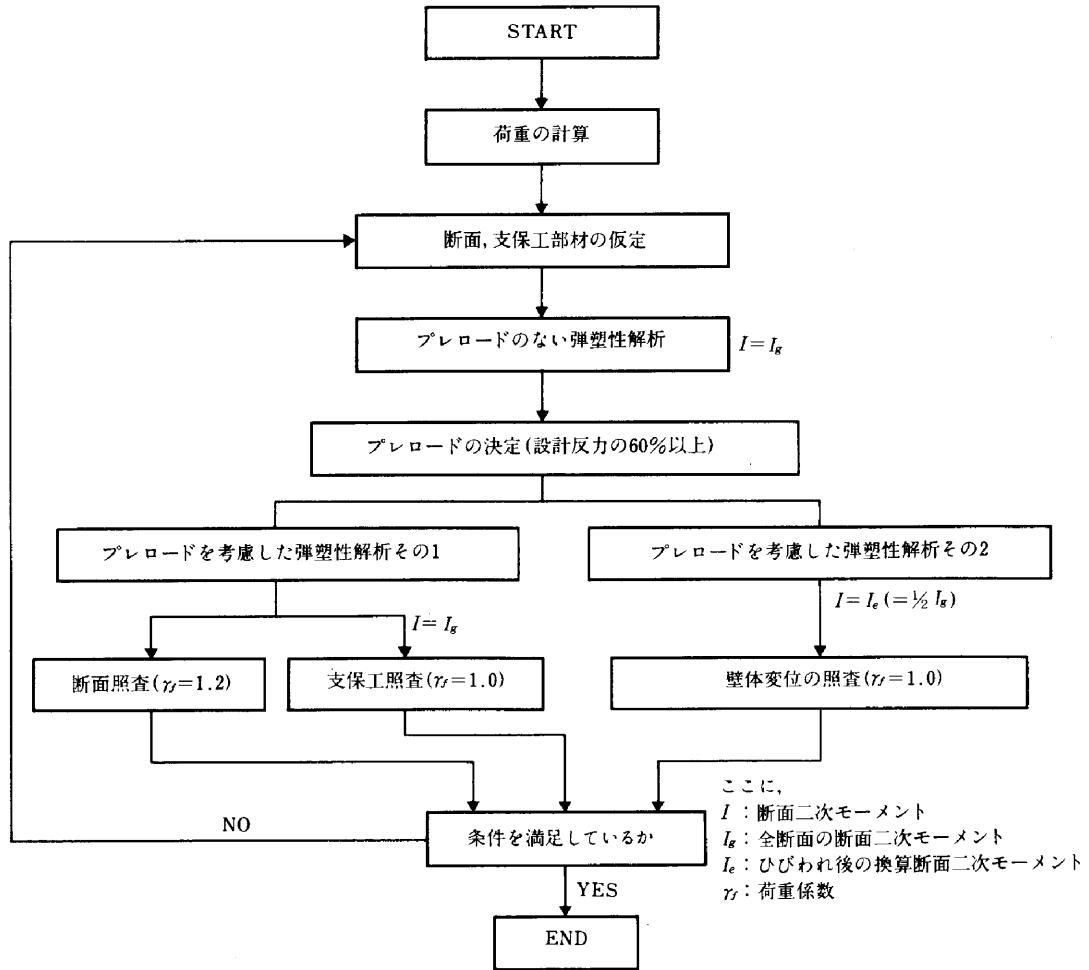 START
荷重の計算
断面,支保工部材の仮定
プレロードのない弾塑性解析
I=I_g
プレロードの決定(設計反力の60%以上)
プレロードを考慮した弾塑性解析その1
プレロードを考慮した弾塑性解析その2
I=I_g
I=I_e(=½ I_g)
断面照査(γ_f=1.2)
支保工照査(γ_f=1.0)
壁体変位の照査(γ_f=1.0)
ここに,
I:断面二次モーメント
I_g:全断面の断面二次モーメント
I_e:ひびわれ後の換算断面二次モーメント
γ_f:荷重係数
NO
条件を満足しているか
YES
END